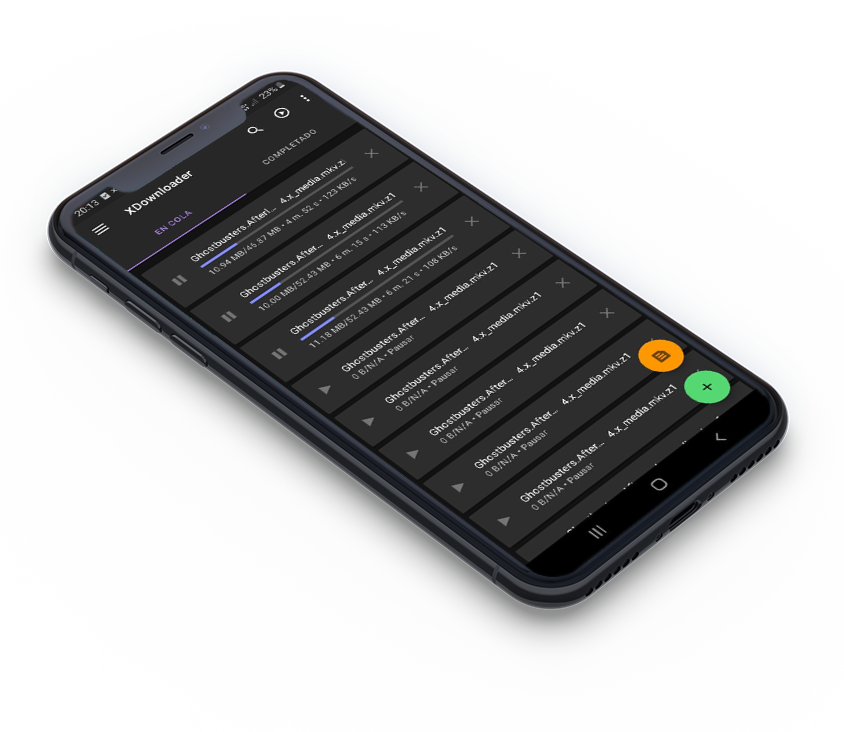 20:13
23%
XDownloader
EN COLA
COMPLETADO
Ghostbusters.Afterl... 4.x_media.mkv.z
10.94 MB/45.87 MB • 4 m. 52 s • 123 KB/s
Ghostbusters.After... 4.x_media.mkv.z1
10.00 MB/52.43 MB • 6 m. 15 s • 113 KB/s
Ghostbusters.After... 4.x_media.mkv.z1
11.18 MB/52.43 MB • 6 m. 21 s • 108 KB/s
Ghostbusters.After... 4.x_media.mkv.z1
0 B/N/A • Pausar
Ghostbusters.After... 4.x_media.mkv.z1
0 B/N/A • Pausar
Ghostbusters.After... 4.x_media.mkv.z1
0 B/N/A • Pausar
Ghostbusters.After... 4.x_media.mkv.z1
0 B/N/A • Pausar
Ghostbusters.After... 4.x_media.mkv.z1
0 B/N/A • Pausar